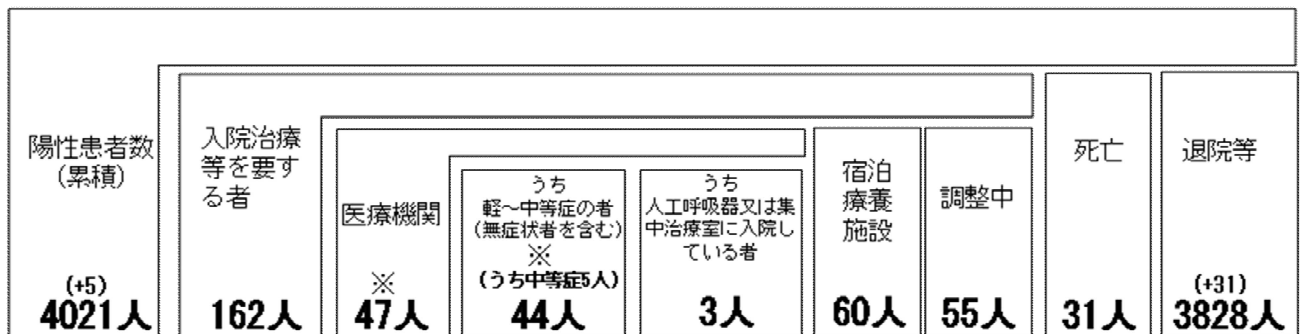 陽性患者数
(累積)
(+5)
4021人
入院治療
等を要す
る者
162人
医療機関
※
47人
うち
軽～中等症の者
(無症状者を含む)
※
(うち中等症5人)
44人
うち
人工呼吸器又は集
中治療室に入院し
ている者
3人
宿泊
療養
施設
60人
調整中
55人
死亡
31人
退院等
(+31)
3828人